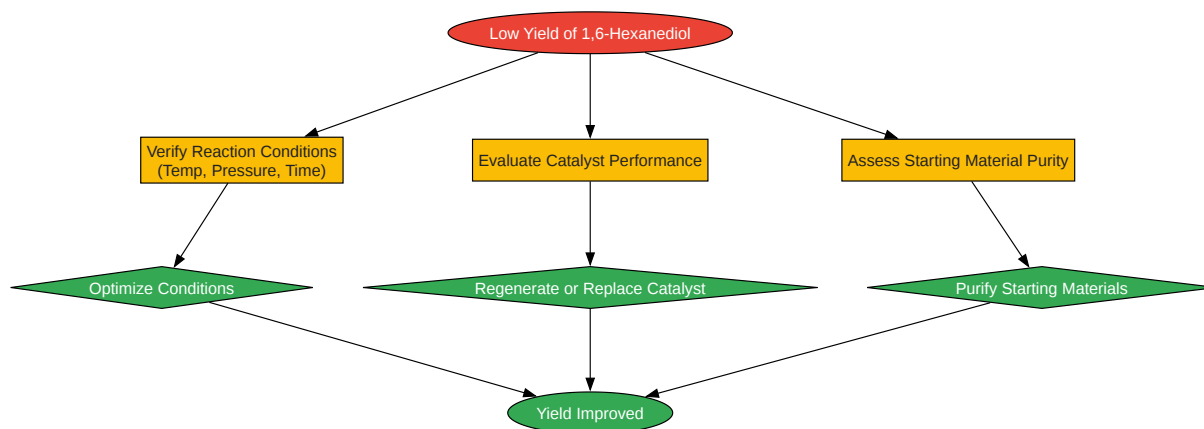 Low Yield of 1,6-Hexanediol
Verify Reaction Conditions
(Temp, Pressure, Time)
Evaluate Catalyst Performance
Assess Starting Material Purity
Optimize Conditions
Regenerate or Replace Catalyst
Purify Starting Materials
Yield Improved